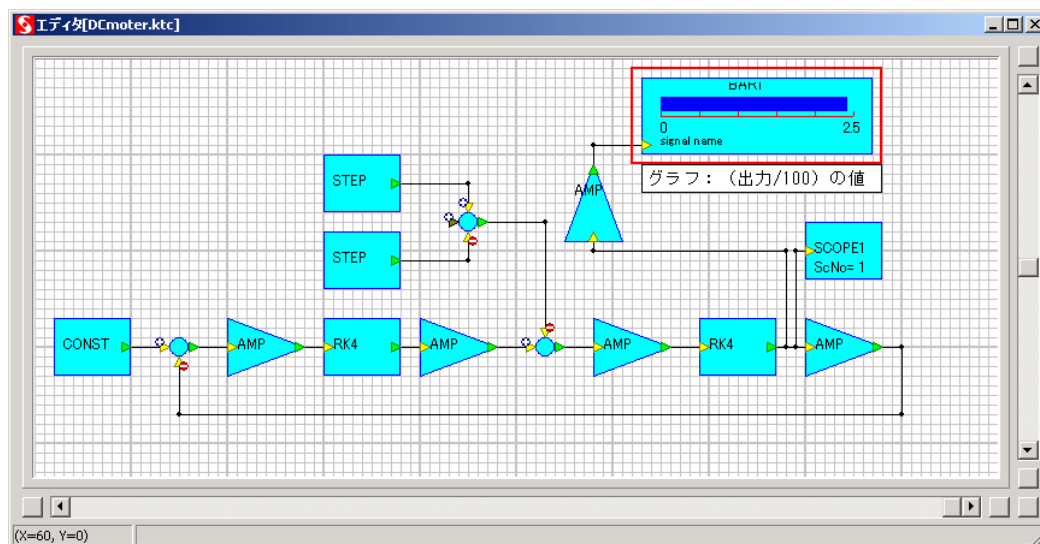 エディタ[DCmoter.ktc]
BAR1
0 2.5
signal name
グラフ：（出力/100）の値
STEP
AMP
STEP
SCOPE1
ScNo= 1
CONST
AMP
RK4
AMP
AMP
RK4
AMP
(X=60, Y=0)